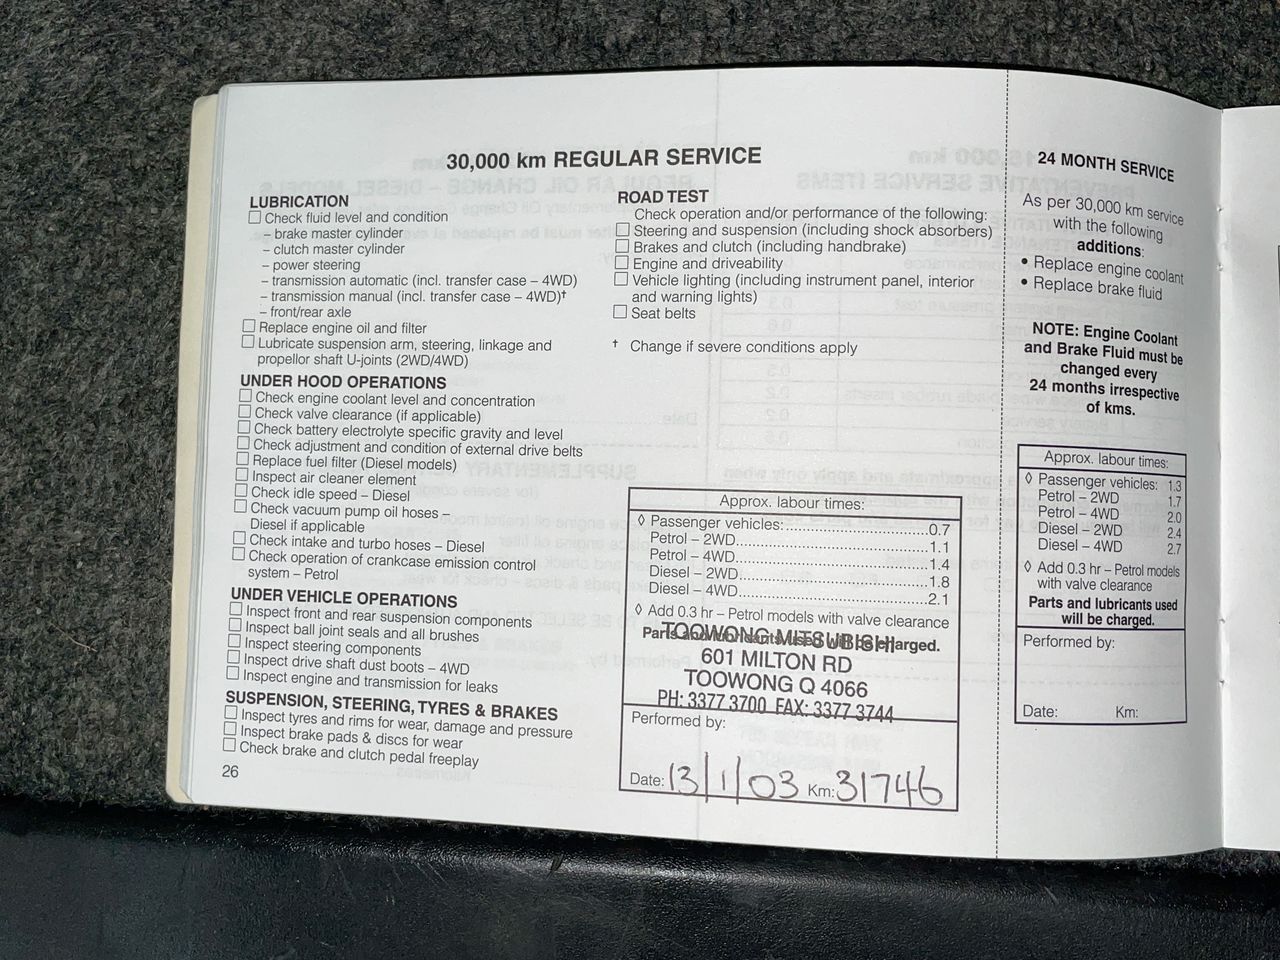 30,000 km REGULAR SERVICE
LUBRICATION
Check fluid level and condition
– brake master cylinder
– clutch master cylinder
– power steering
– transmission automatic (incl. transfer case – 4WD)
– transmission manual (incl. transfer case – 4WD)†
– front/rear axle
Replace engine oil and filter
Lubricate suspension arm, steering, linkage and
propellor shaft U-joints (2WD/4WD)
UNDER HOOD OPERATIONS
Check engine coolant level and concentration
Check valve clearance (if applicable)
Check battery electrolyte specific gravity and level
Check adjustment and condition of external drive belts
Replace fuel filter (Diesel models)
Inspect air cleaner element
Check idle speed – Diesel
Check vacuum pump oil hoses –
Diesel if applicable
Check intake and turbo hoses – Diesel
Check operation of crankcase emission control
system – Petrol
UNDER VEHICLE OPERATIONS
Inspect front and rear suspension components
Inspect ball joint seals and all brushes
Inspect steering components
Inspect drive shaft dust boots – 4WD
Inspect engine and transmission for leaks
SUSPENSION, STEERING, TYRES & BRAKES
Inspect tyres and rims for wear, damage and pressure
Inspect brake pads & discs for wear
Check brake and clutch pedal freeplay
26
ROAD TEST
Check operation and/or performance of the following:
Steering and suspension (including shock absorbers)
Brakes and clutch (including handbrake)
Engine and driveability
Vehicle lighting (including instrument panel, interior
and warning lights)
Seat belts
† Change if severe conditions apply
Approx. labour times:
◊ Passenger vehicles:...............................0.7
Petrol – 2WD...............................1.1
Petrol – 4WD...............................1.4
Diesel – 2WD...............................1.8
Diesel – 4WD...............................2.1
◊ Add 0.3 hr – Petrol models with valve clearance
Parts and lubricants used will be charged.
TOOWONG MITSUBISHI
601 MILTON RD
TOOWONG Q 4066
PH: 3377 3700 FAX: 3377 3744
Performed by:
Date: 13/1/03 Km: 31746
24 MONTH SERVICE
As per 30,000 km service
with the following
additions:
• Replace engine coolant
• Replace brake fluid
NOTE: Engine Coolant
and Brake Fluid must be
changed every
24 months irrespective
of kms.
Approx. labour times:
◊ Passenger vehicles: 1.3
Petrol – 2WD 1.7
Petrol – 4WD 2.0
Diesel – 2WD 2.4
Diesel – 4WD 2.7
◊ Add 0.3 hr – Petrol models
with valve clearance
Parts and lubricants used
will be charged.
Performed by:
Date: Km: